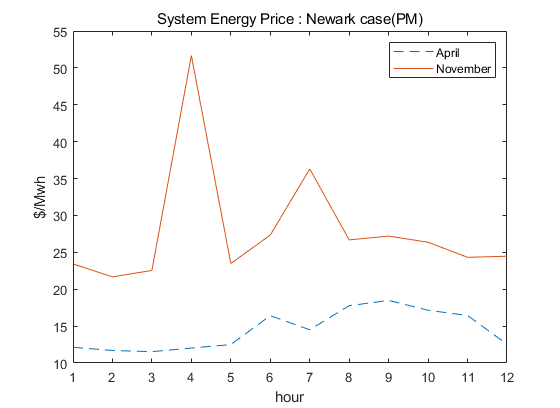 System Energy Price : Newark case(PM)
55
50
45
40
35
30
25
20
15
10
$/Mwh
April
November
1 2 3 4 5 6 7 8 9 10 11 12
hour